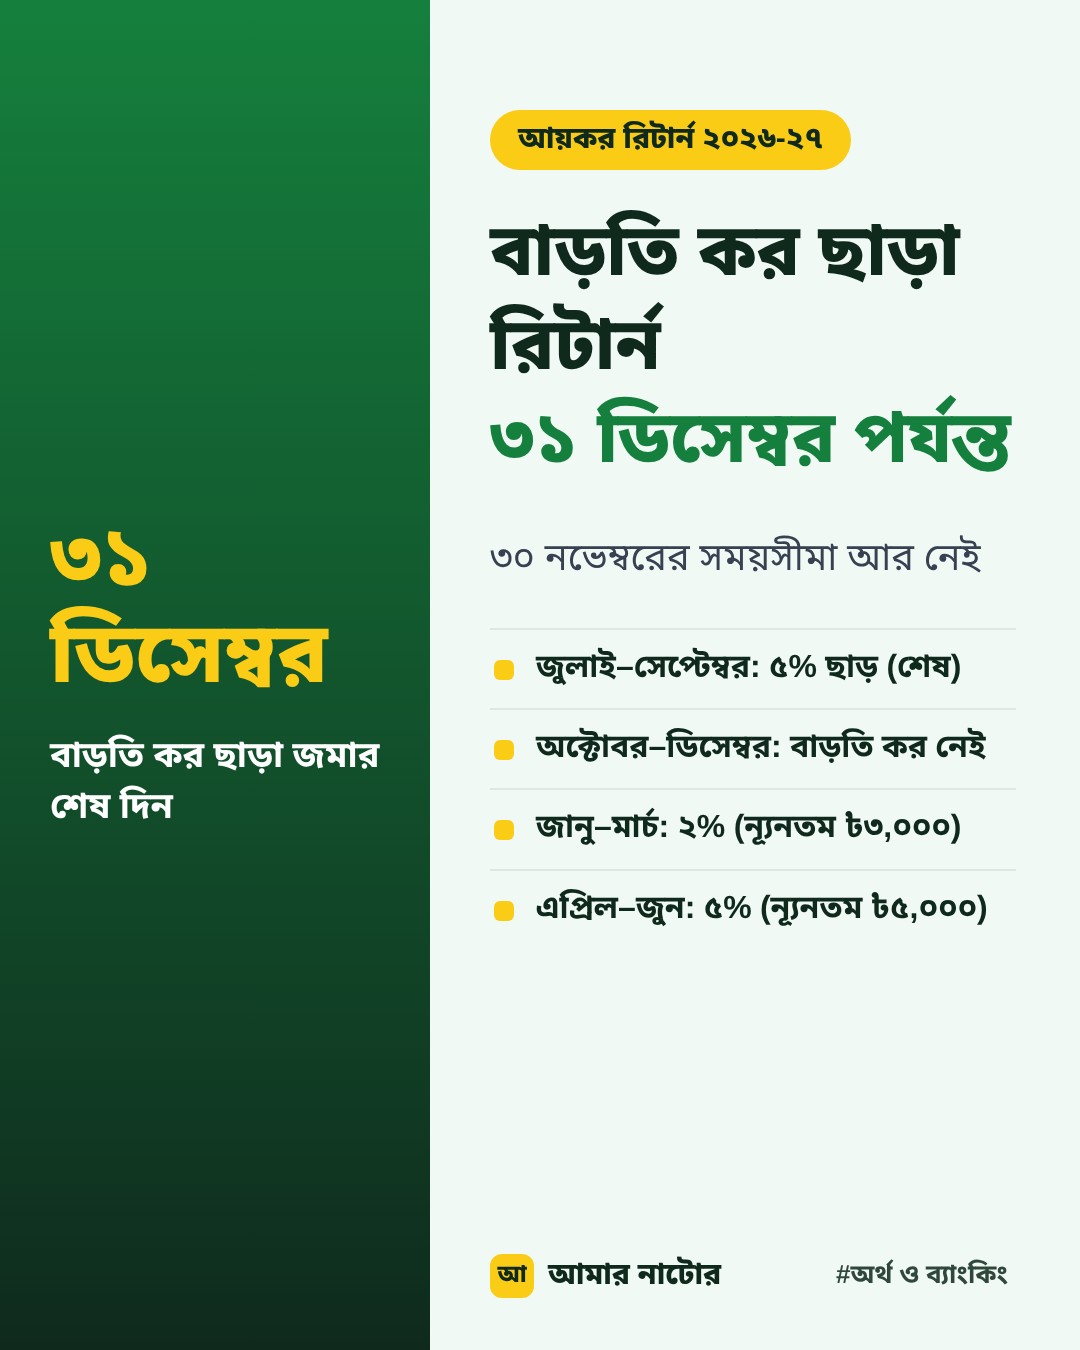 ৩১
ডিসেম্বর
বাড়তি কর ছাড়া জমার
শেষ দিন
আয়কর রিটার্ন ২০২৬-২৭
বাড়তি কর ছাড়া
রিটার্ন
৩১ ডিসেম্বর পর্যন্ত
৩০ নভেম্বরের সময়সীমা আর নেই
জুলাই–সেপ্টেম্বর: ৫% ছাড় (শেষ)
অক্টোবর–ডিসেম্বর: বাড়তি কর নেই
জানু–মার্চ: ২% (ন্যূনতম ৳৩,০০০)
এপ্রিল–জুন: ৫% (ন্যূনতম ৳৫,০০০)
আ আমার নাটোর #অর্থ ও ব্যাংকিং